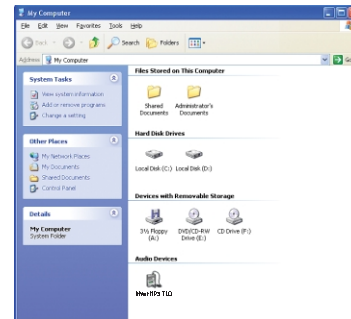 My Computer
File Edit View Favorites Tools Help
Back Search Folders
Address My Computer Go
System Tasks
View system information
Add or remove programs
Change a setting
Other Places
My Network Places
My Documents
Shared Documents
Control Panel
Details
My Computer
System Folder
Files Stored on This Computer
Shared Documents
Administrator's Documents
Hard Disk Drives
Local Disk (C:) Local Disk (D:)
Devices with Removable Storage
3½ Floppy (A:)
DVD/CD-RW Drive (E:)
CD Drive (F:)
Audio Devices